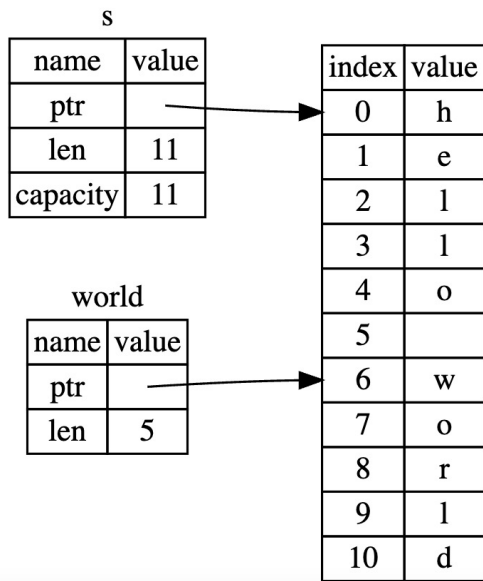 s
name value
ptr
len 11
capacity 11
world
name value
ptr
len 5
index value
0 h
1 e
2 l
3 l
4 o
5
6 w
7 o
8 r
9 l
10 d